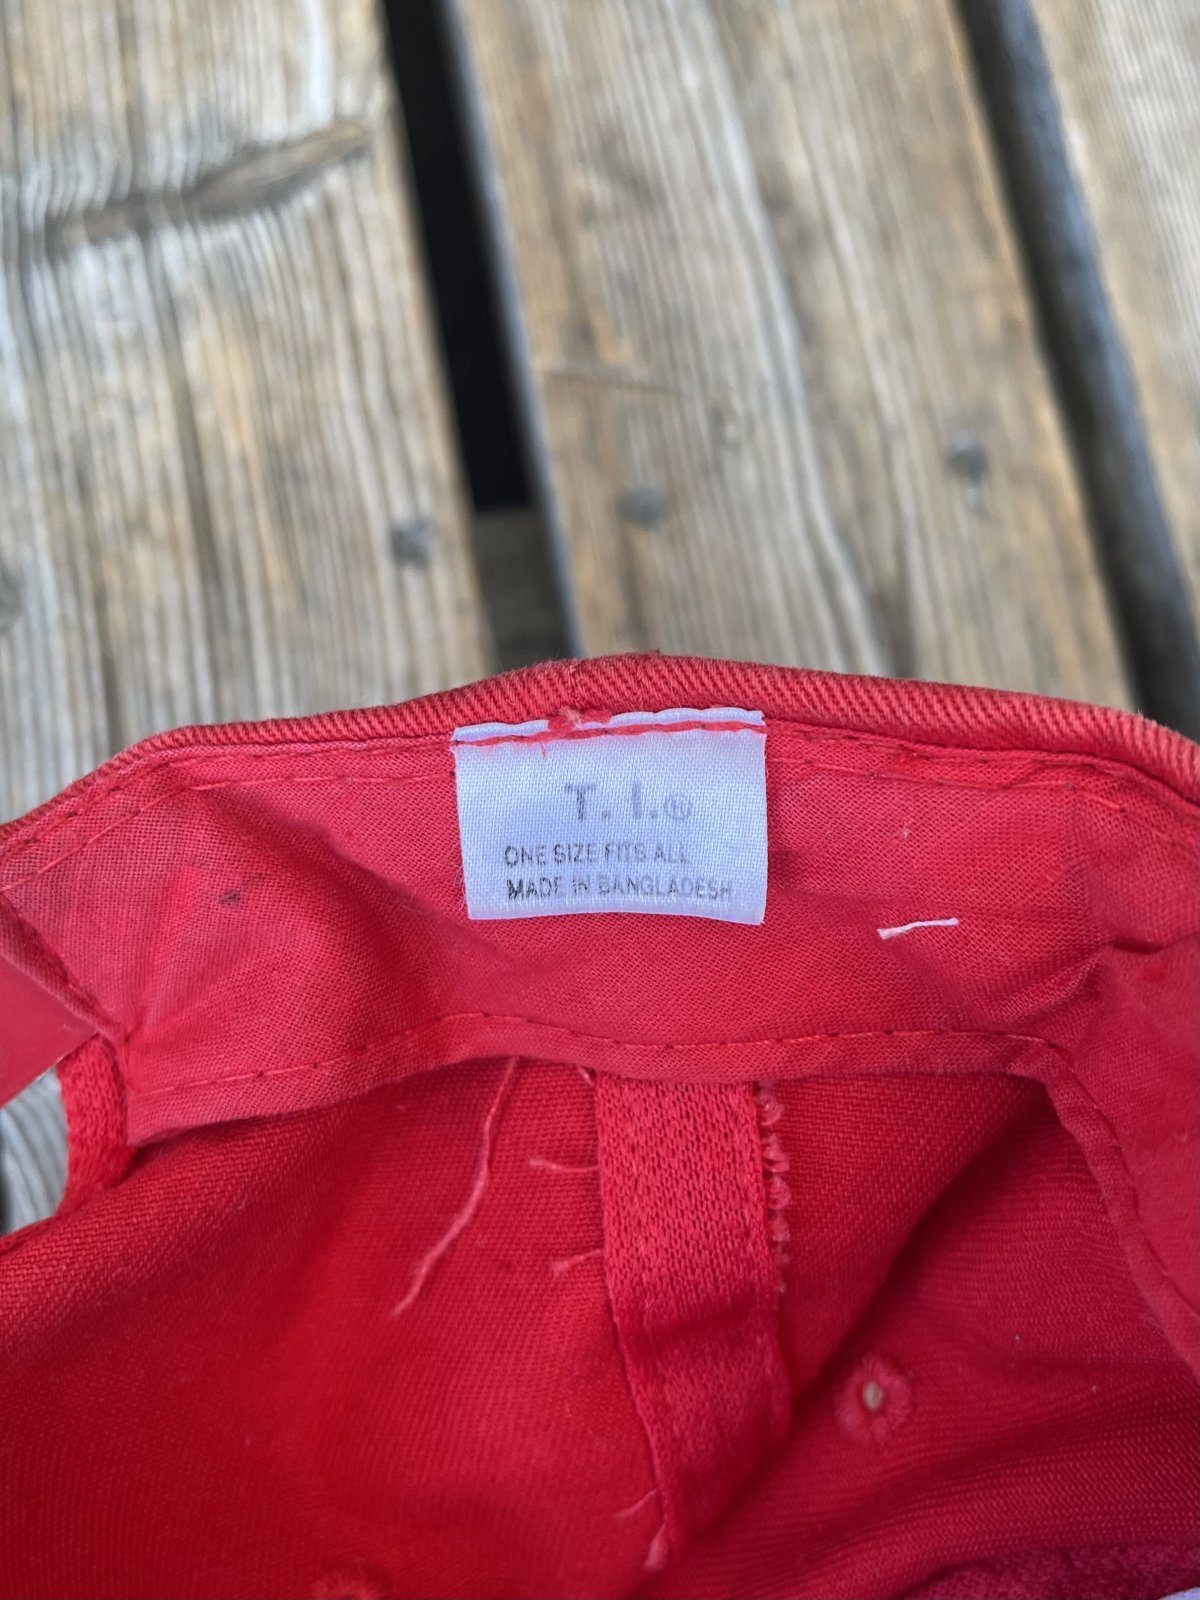 T. I.®
ONE SIZE FITS ALL
MADE IN BANGLADESH